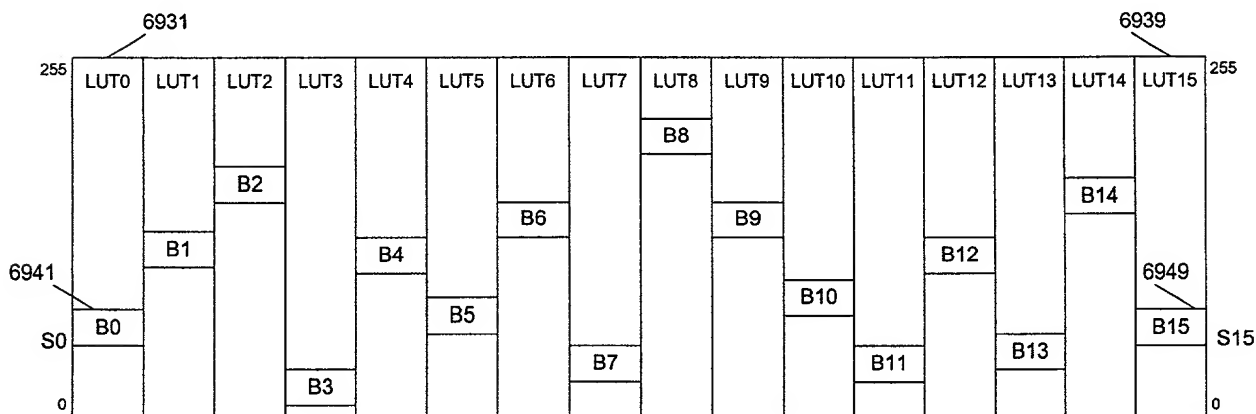 6931
6939
255
LUT0 LUT1 LUT2 LUT3 LUT4 LUT5 LUT6 LUT7 LUT8 LUT9 LUT10 LUT11 LUT12 LUT13 LUT14 LUT15
255
B8
B2
B14
B6
B9
B1
B4
B12
6941
6949
B10
B5
B0
B15
S0
S15
B13
B7
B11
B3
0
0